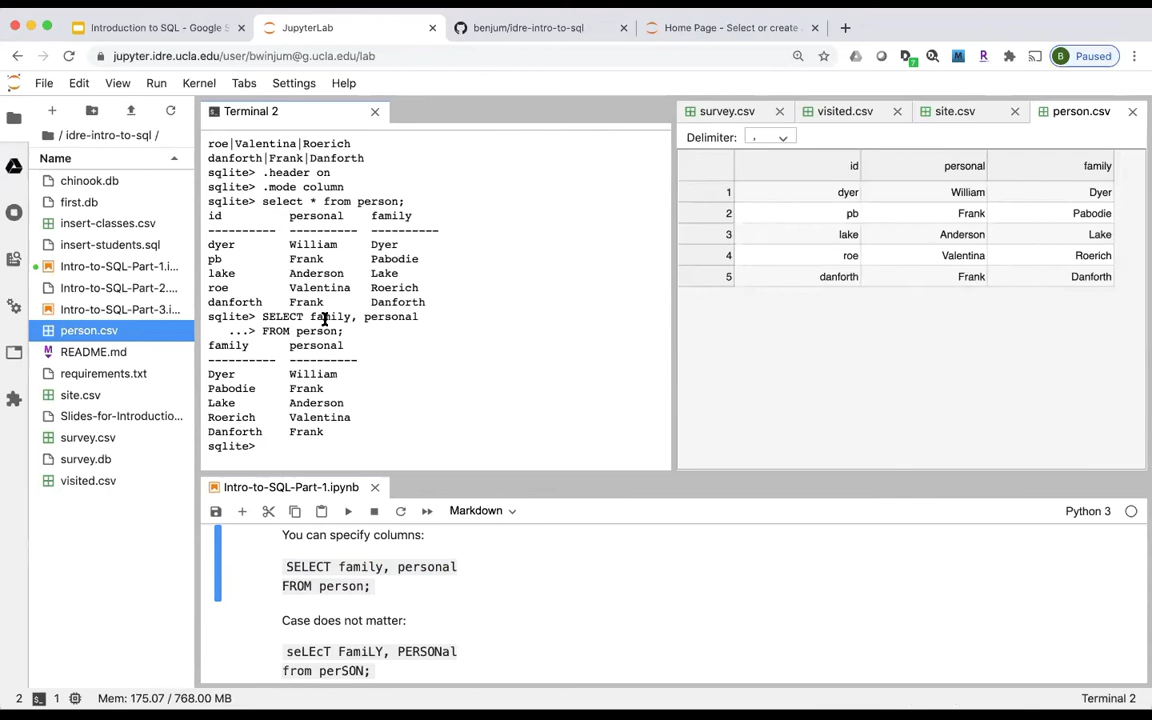 Introduction to SQL - Google S
JupyterLab
benjum/idre-intro-to-sql
Home Page - Select or create
jupyter.idre.ucla.edu/user/bwinjum@g.ucla.edu/lab
7
M
R
B
Paused
File Edit View Run Kernel Tabs Settings Help
/ idre-intro-to-sql /
Name
chinook.db
first.db
insert-classes.csv
insert-students.sql
Intro-to-SQL-Part-1.i...
Intro-to-SQL-Part-2....
Intro-to-SQL-Part-3.i...
person.csv
README.md
requirements.txt
site.csv
Slides-for-Introductio...
survey.csv
survey.db
visited.csv
Terminal 2
roe|Valentina|Roerich
danforth|Frank|Danforth
sqlite> .header on
sqlite> .mode column
sqlite> select * from person;
id personal family
---------- ---------- ----------
dyer William Dyer
pb Frank Pabodie
lake Anderson Lake
roe Valentina Roerich
danforth Frank Danforth
sqlite> SELECT family, personal
...> FROM person;
family personal
---------- ----------
Dyer William
Pabodie Frank
Lake Anderson
Roerich Valentina
Danforth Frank
sqlite>
survey.csv visited.csv site.csv person.csv
Delimiter: ,
id personal family
1 dyer William Dyer
2 pb Frank Pabodie
3 lake Anderson Lake
4 roe Valentina Roerich
5 danforth Frank Danforth
Intro-to-SQL-Part-1.ipynb
Markdown
Python 3
You can specify columns:
SELECT family, personal
FROM person;
Case does not matter:
seLEcT FamiLY, PERSONal
from perSON;
2 1 Mem: 175.07 / 768.00 MB
Terminal 2